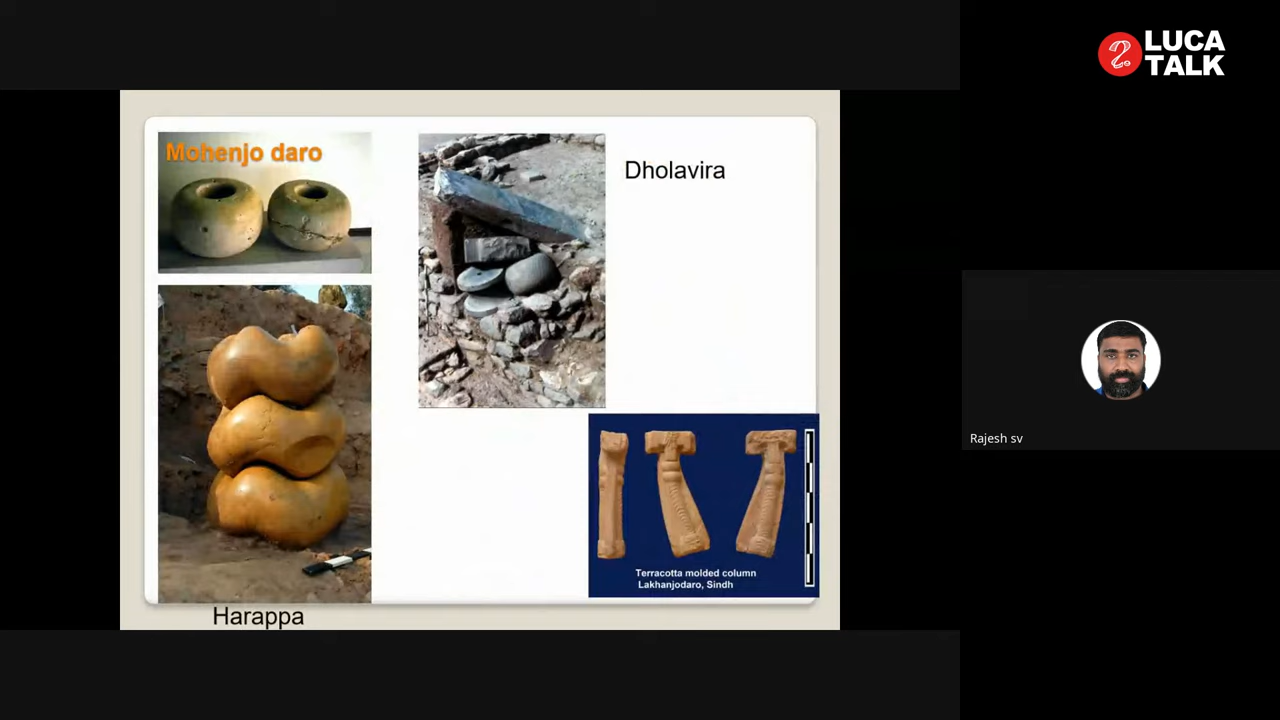 LUCA
TALK
Mohenjo daro
Dholavira
Rajesh sv
Terracotta molded column
Lakhanjodaro, Sindh
Harappa